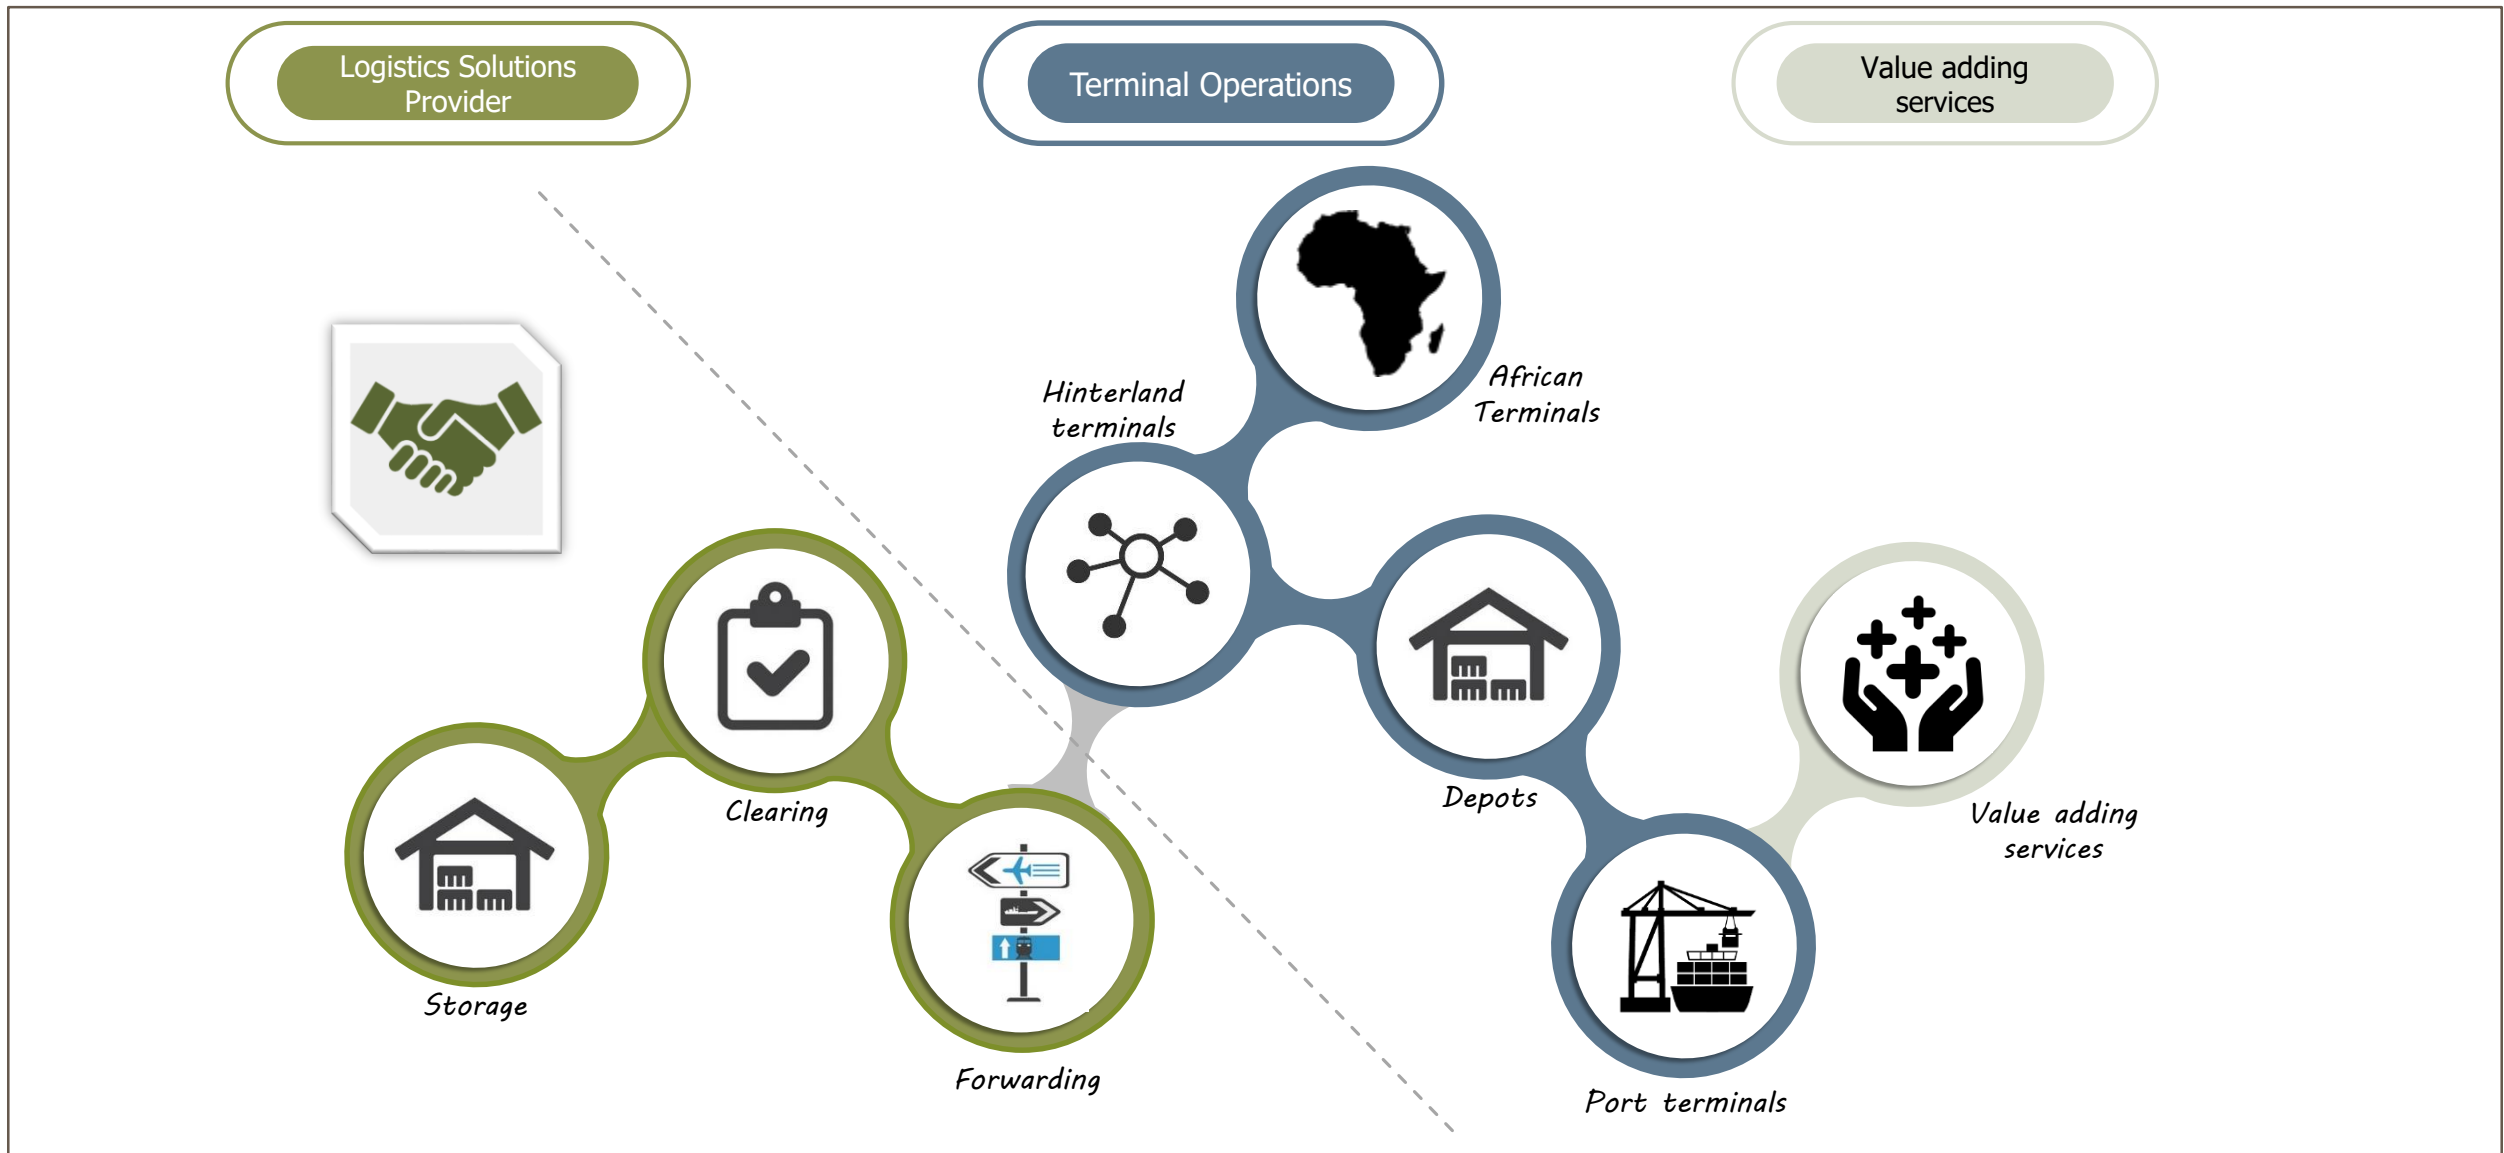 Logistics Solutions
Provider
Terminal Operations
Value adding
services
African
Terminals
Hinterland
terminals
Depots
Clearing
Value adding
services
Storage
Forwarding
Port terminals